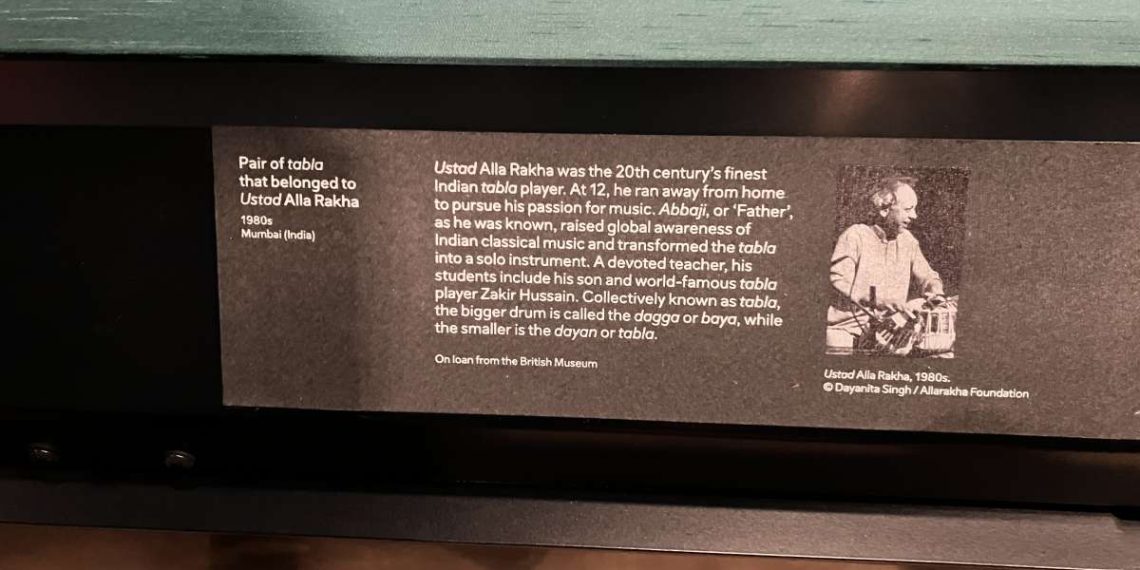 Pair of tabla
that belonged to
Ustad Alla Rakha
1980s
Mumbai (India)
Ustad Alla Rakha was the 20th century's finest
Indian tabla player. At 12, he ran away from home
to pursue his passion for music. Abbaji, or 'Father',
as he was known, raised global awareness of
Indian classical music and transformed the tabla
into a solo instrument. A devoted teacher, his
students include his son and world-famous tabla
player Zakir Hussain. Collectively known as tabla,
the bigger drum is called the dagga or baya, while
the smaller is the dayan or tabla.
On loan from the British Museum
Ustad Alla Rakha, 1980s.
© Dayanita Singh / Allarakha Foundation